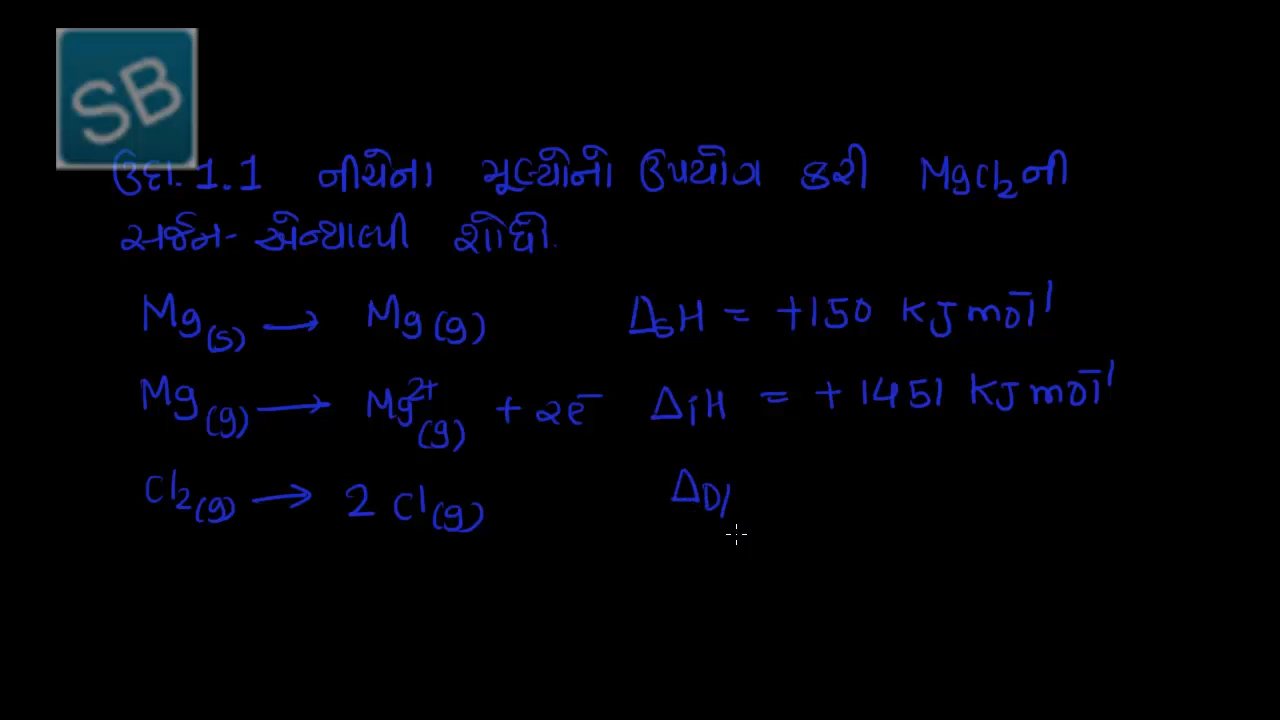 SB
ઉદા. 1.1 નીચેના મૂલ્યોનો ઉપયોગ કરી MgCl₂ની
સર્જન- એન્થાલ્પી શોધો.
Mg(s) ⟶ Mg(g) ΔsH = +150 KJ mol⁻¹
Mg(g) ⟶ Mg²⁺(g) + 2e⁻ ΔiH = +1451 KJ mol⁻¹
Cl₂(g) ⟶ 2 Cl(g) ΔD/